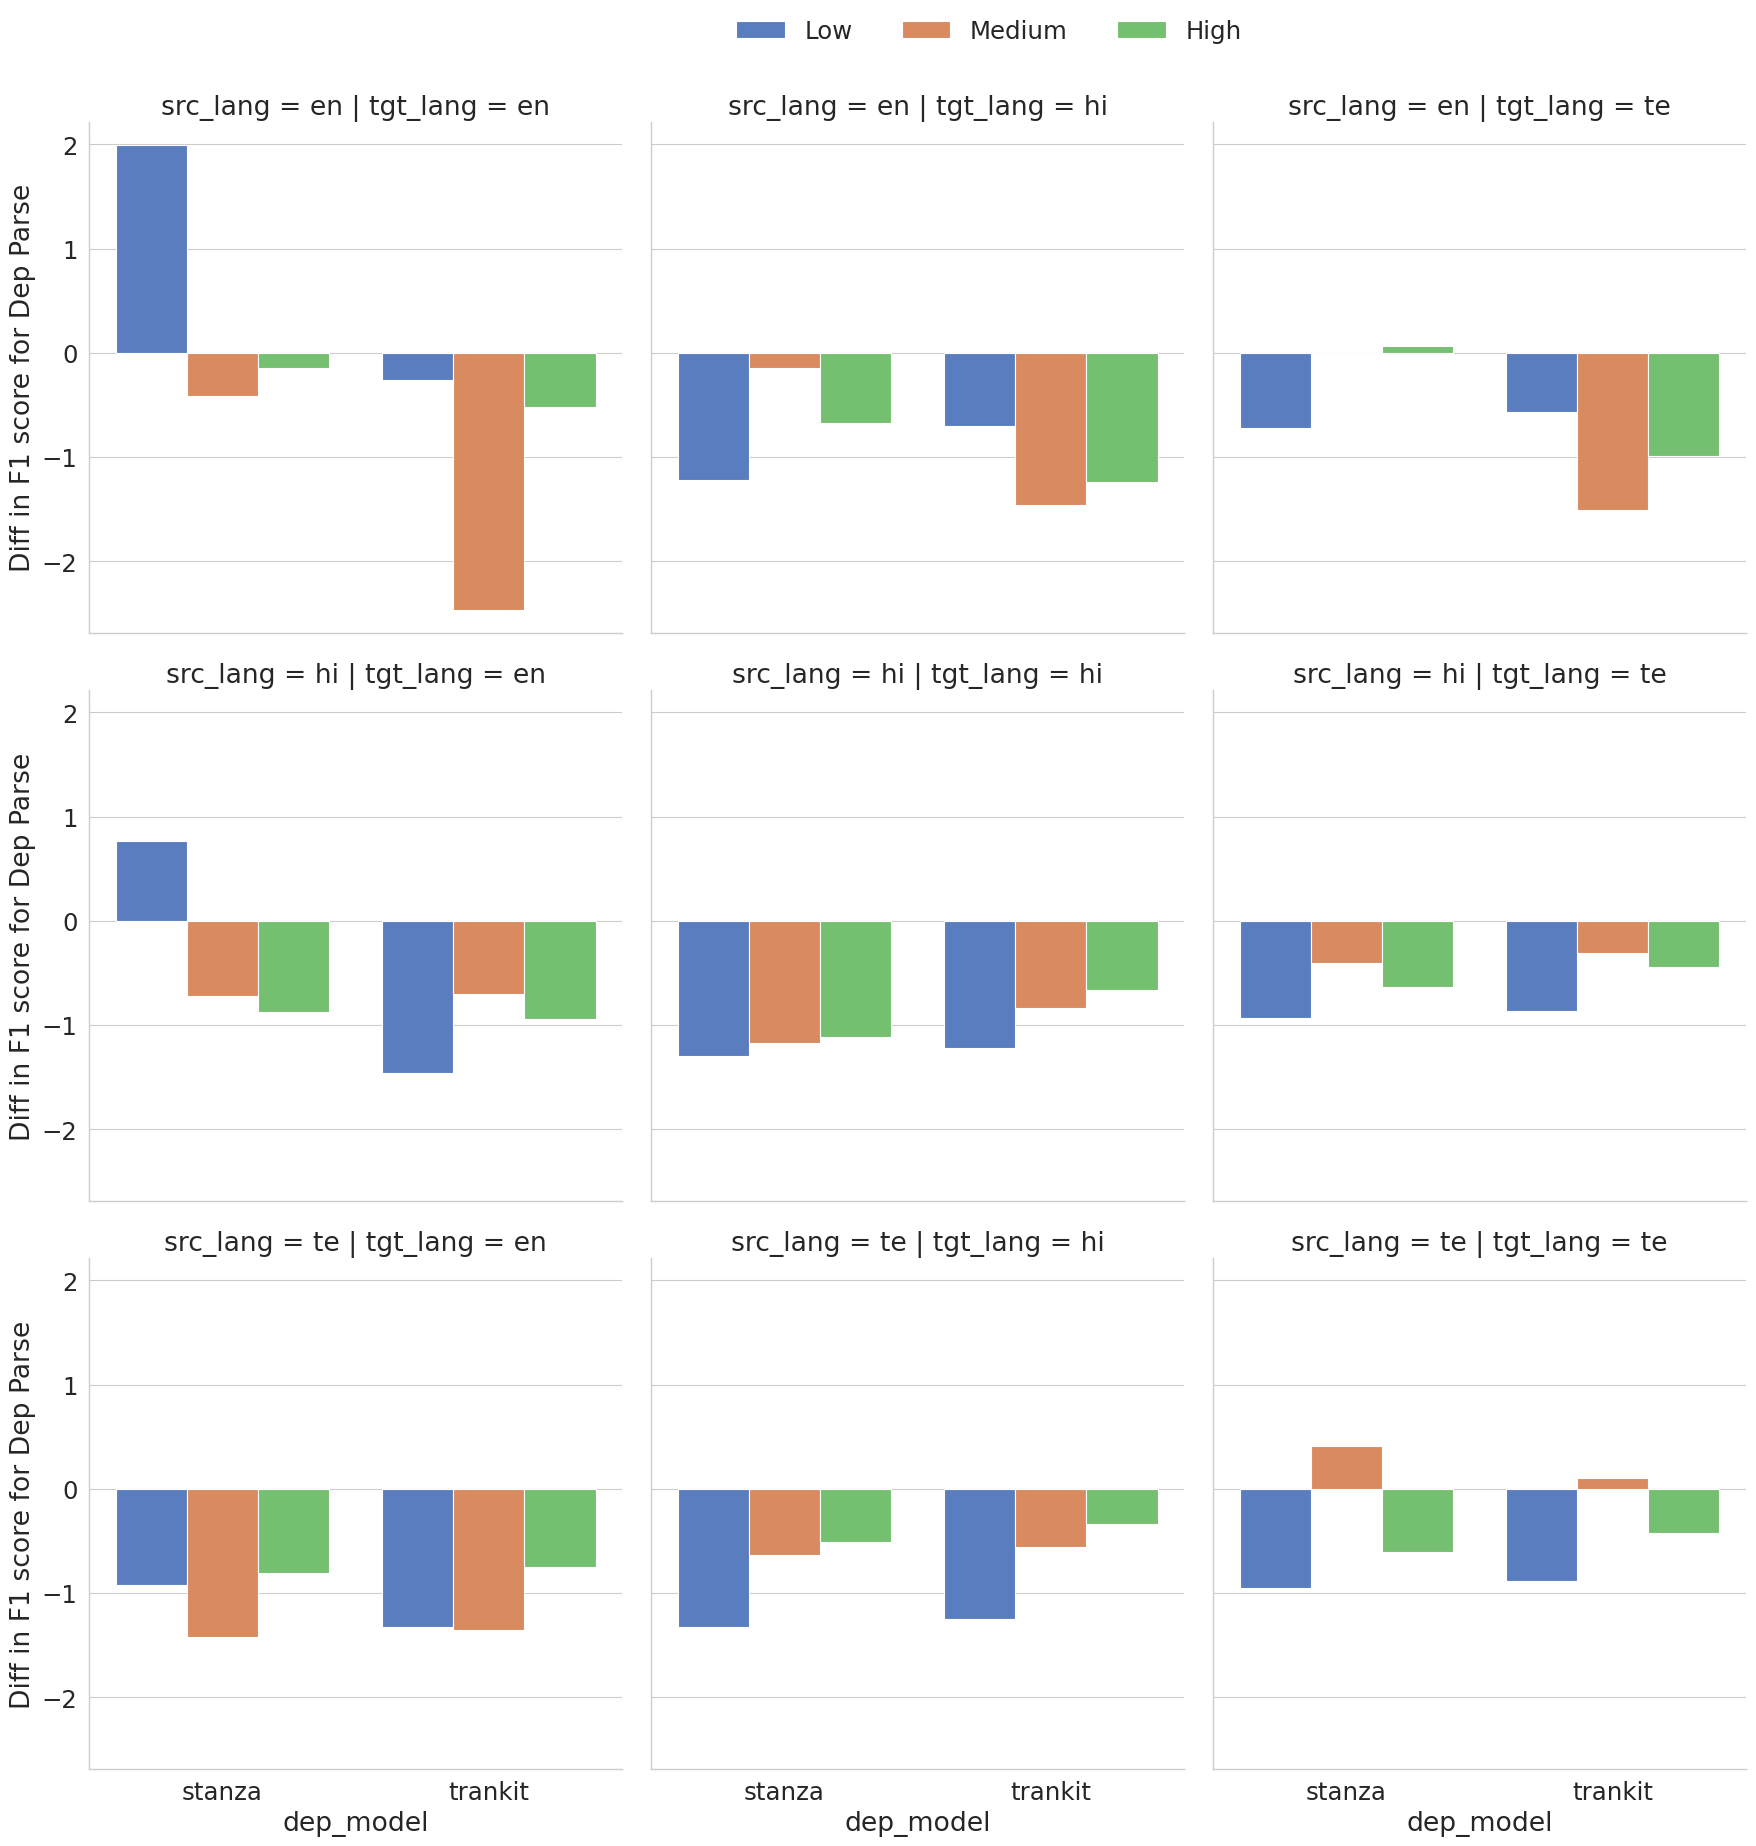 Low Medium High
src_lang = en | tgt_lang = en
src_lang = en | tgt_lang = hi
src_lang = en | tgt_lang = te
Diff in F1 score for Dep Parse
2
1
0
−1
−2
src_lang = hi | tgt_lang = en
src_lang = hi | tgt_lang = hi
src_lang = hi | tgt_lang = te
Diff in F1 score for Dep Parse
2
1
0
−1
−2
src_lang = te | tgt_lang = en
src_lang = te | tgt_lang = hi
src_lang = te | tgt_lang = te
Diff in F1 score for Dep Parse
2
1
0
−1
−2
stanza trankit
dep_model
stanza trankit
dep_model
stanza trankit
dep_model